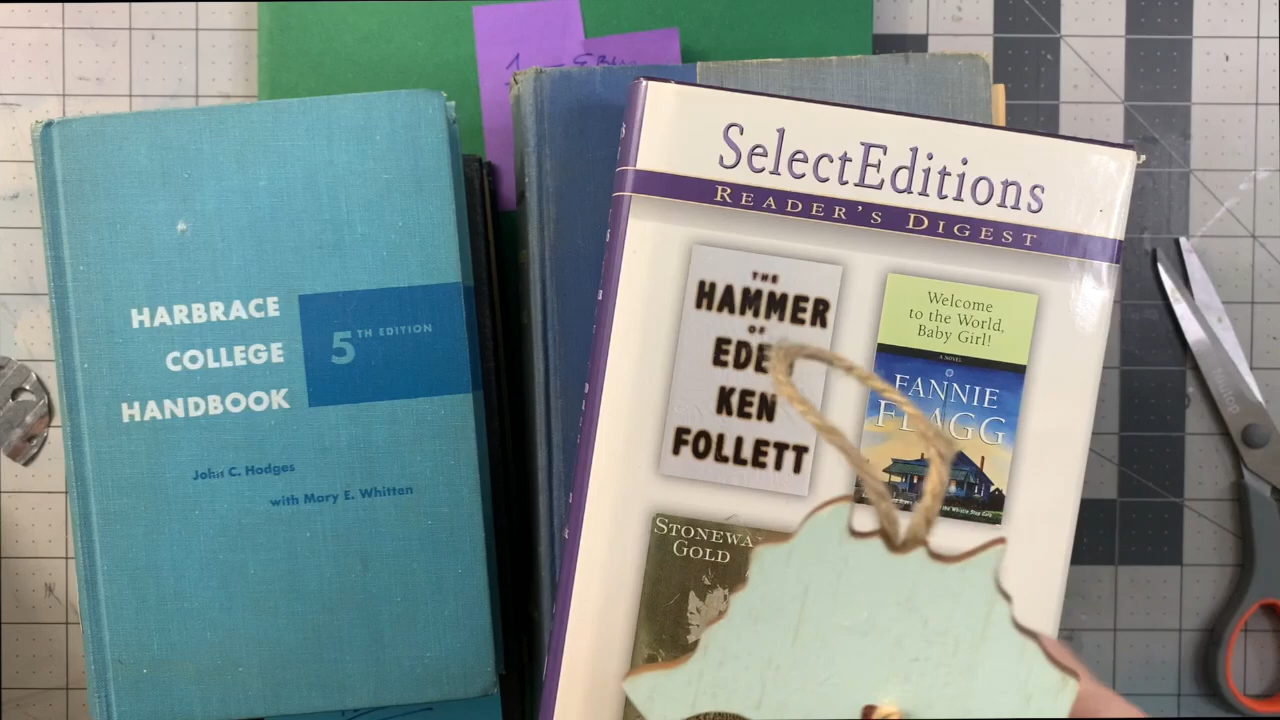 HARBRACE
COLLEGE
HANDBOOK
5TH EDITION
John C. Hodges
with Mary E. Whitten
SelectEditions
READER'S DIGEST
THE
HAMMER
OF
EDE
KEN
FOLLETT
Welcome
to the World,
Baby Girl!
A NOVEL
FANNIE
FLAGG
STONEWA
GOLD